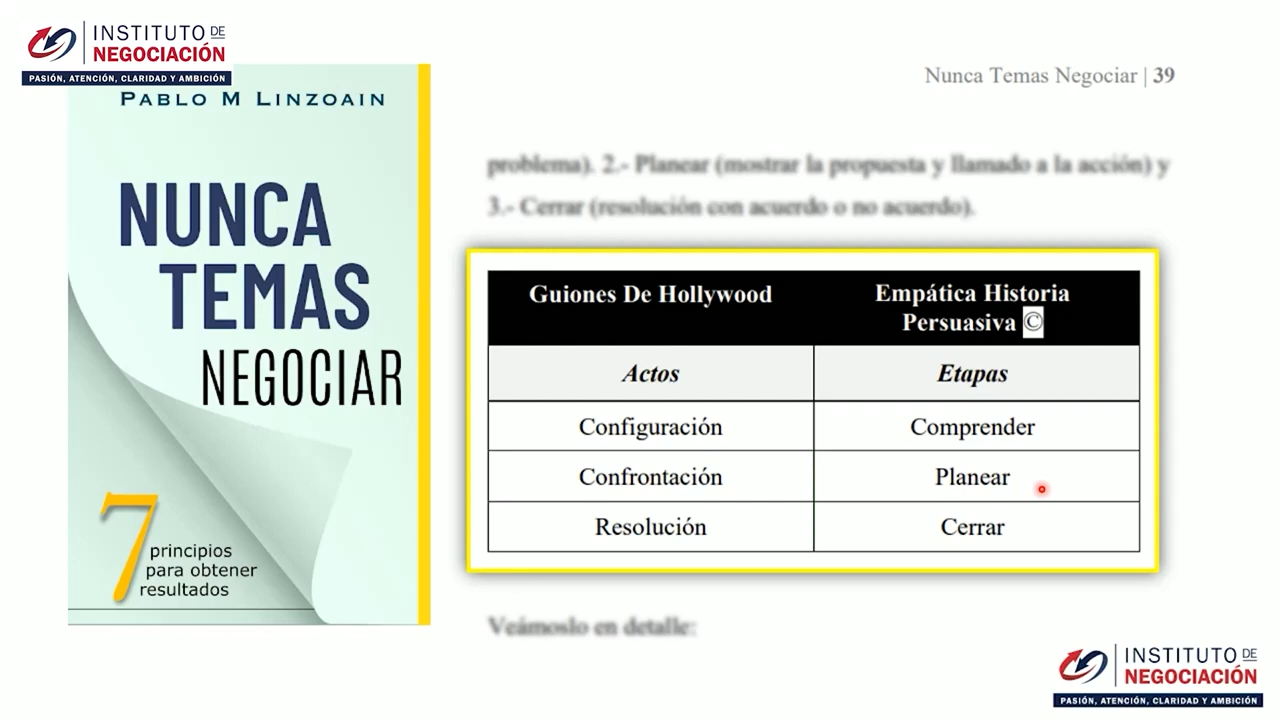 INSTITUTO DE
NEGOCIACIÓN
PASIÓN, ATENCIÓN, CLARIDAD Y AMBICIÓN
PABLO M LINZOAIN
NUNCA
TEMAS
NEGOCIAR
7 principios
para obtener
resultados
Nunca Temas Negociar | 39
problema). 2.- Planear (mostrar la propuesta y llamado a la acción) y
3.- Cerrar (resolución con acuerdo o no acuerdo).
Guiones De Hollywood
Empática Historia
Persuasiva ©
Actos
Etapas
Configuración
Comprender
Confrontación
Planear
Resolución
Cerrar
Veámoslo en detalle:
INSTITUTO DE
NEGOCIACIÓN
PASIÓN, ATENCIÓN, CLARIDAD Y AMBICIÓN